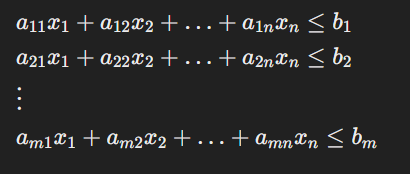 a₁₁x₁ + a₁₂x₂ + … + a₁ₙxₙ ≤ b₁
a₂₁x₁ + a₂₂x₂ + … + a₂ₙxₙ ≤ b₂
⋮
aₘ₁x₁ + aₘ₂x₂ + … + aₘₙxₙ ≤ bₘ